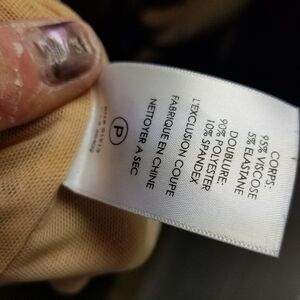 CORPS:
95% VISCOSE
5% ELASTANE
DOUBLURE:
90% POLYESTER
10% SPANDEX
L'EXCLUSION COUPE
FABRIQUE EN CHINE
NETTOYER A SEC
P